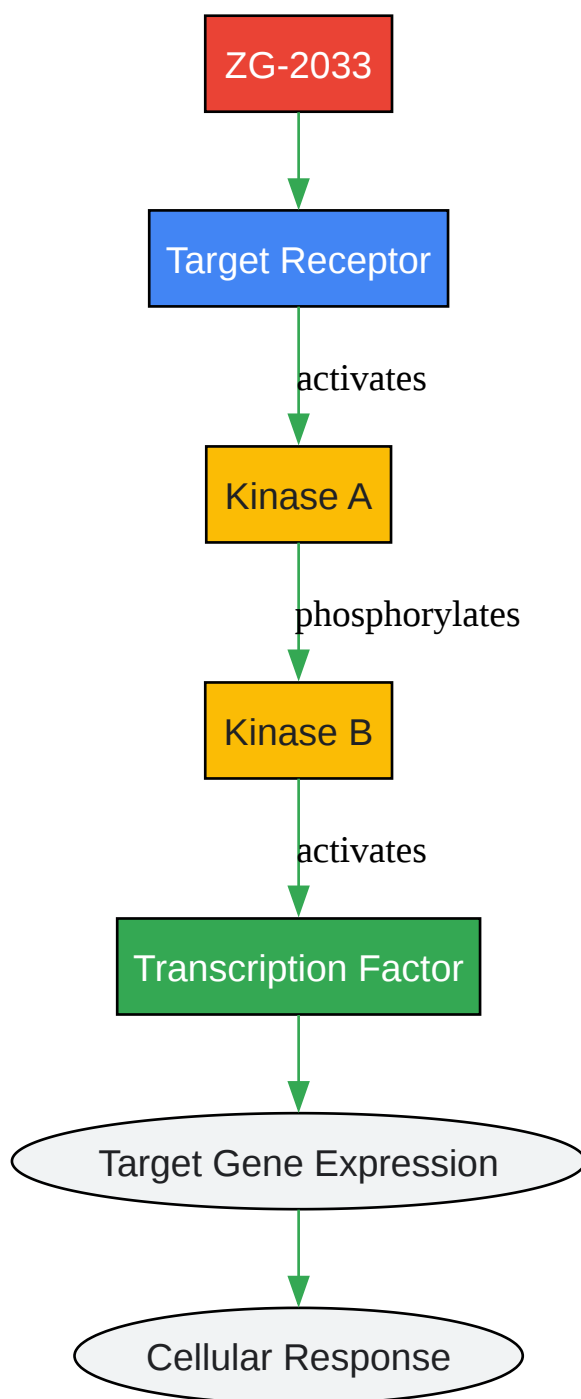 ZG-2033
Target Receptor
activates
Kinase A
phosphorylates
Kinase B
activates
Transcription Factor
Target Gene Expression
Cellular Response